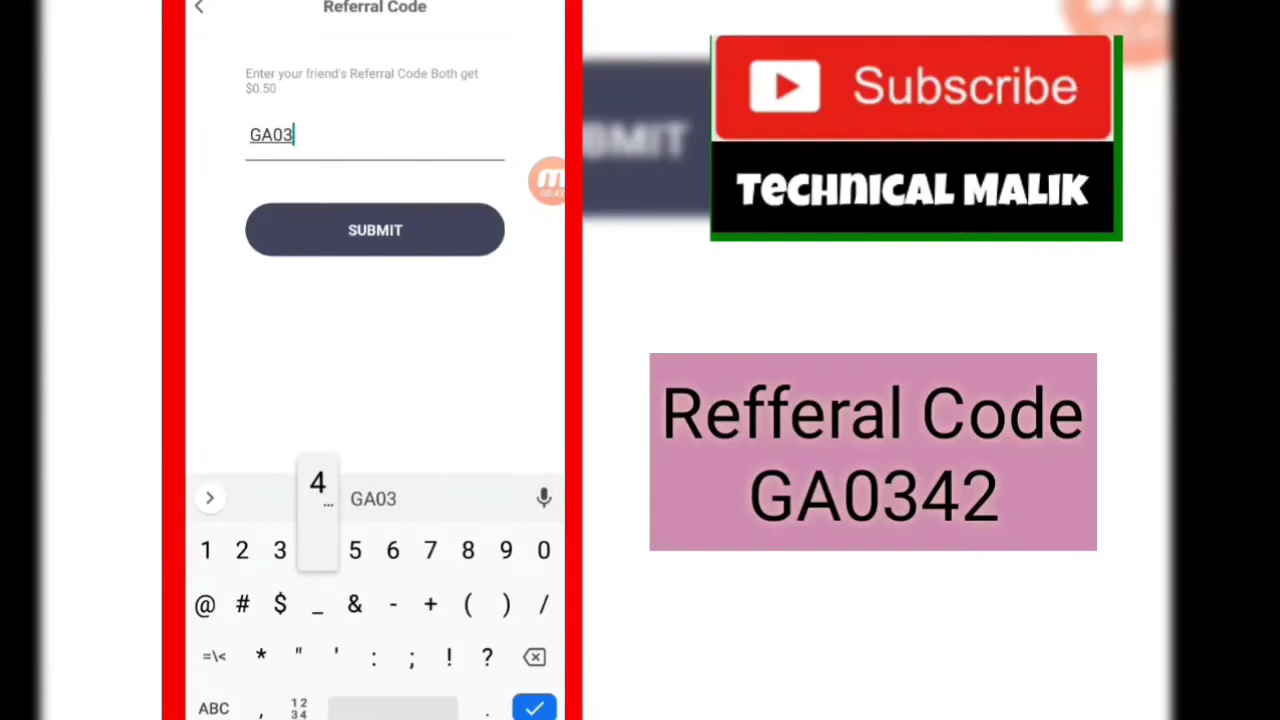 Referral Code
Enter your friend's Referral Code Both get
$0.50
GA03
SUBMIT
4
...
GA03
1 2 3 5 6 7 8 9 0
@ # $ _ & - + ( ) /
=\< * " ' : ; ! ?
ABC , 12 34 .
BMIT
Subscribe
TECHNICAL MALIK
Refferal Code
GA0342